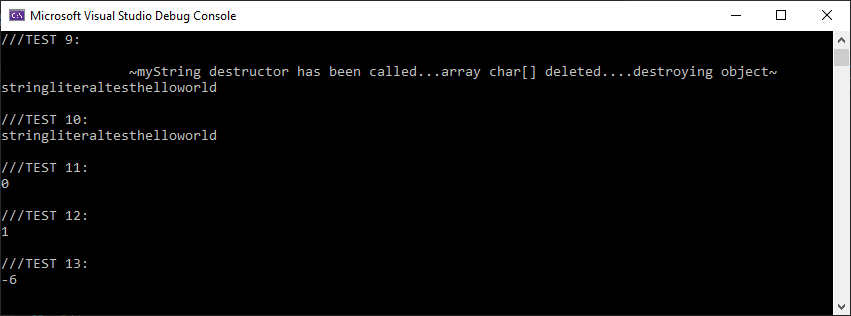 Microsoft Visual Studio Debug Console
///TEST 9:
~myString destructor has been called...array char[] deleted....destroying object~
stringliteraltesthelloworld
///TEST 10:
stringliteraltesthelloworld
///TEST 11:
0
///TEST 12:
1
///TEST 13:
-6